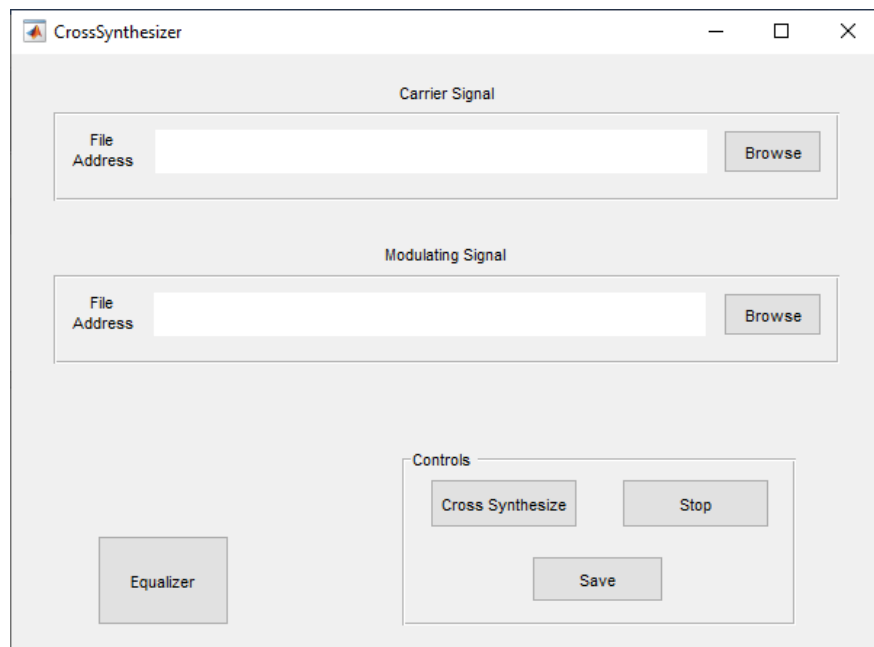 CrossSynthesizer
Carrier Signal
File
Address
Browse
Modulating Signal
File
Address
Browse
Controls
Cross Synthesize
Stop
Equalizer
Save